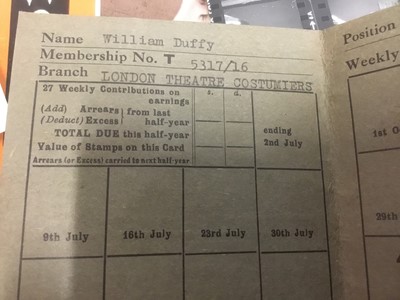 Name William Duffy
Membership No. T 5317/16
Branch LONDON THEATRE COSTUMIERS
27 Weekly Contributions on earnings
s. d.
(Add) Arrears } from last
(Deduct) Excess } half-year
TOTAL DUE this half-year
Value of Stamps on this Card
Arrears (or Excess) carried to next half-year
ending
2nd July
9th July 16th July 23rd July 30th July
Position
Weekly
1st O
29th